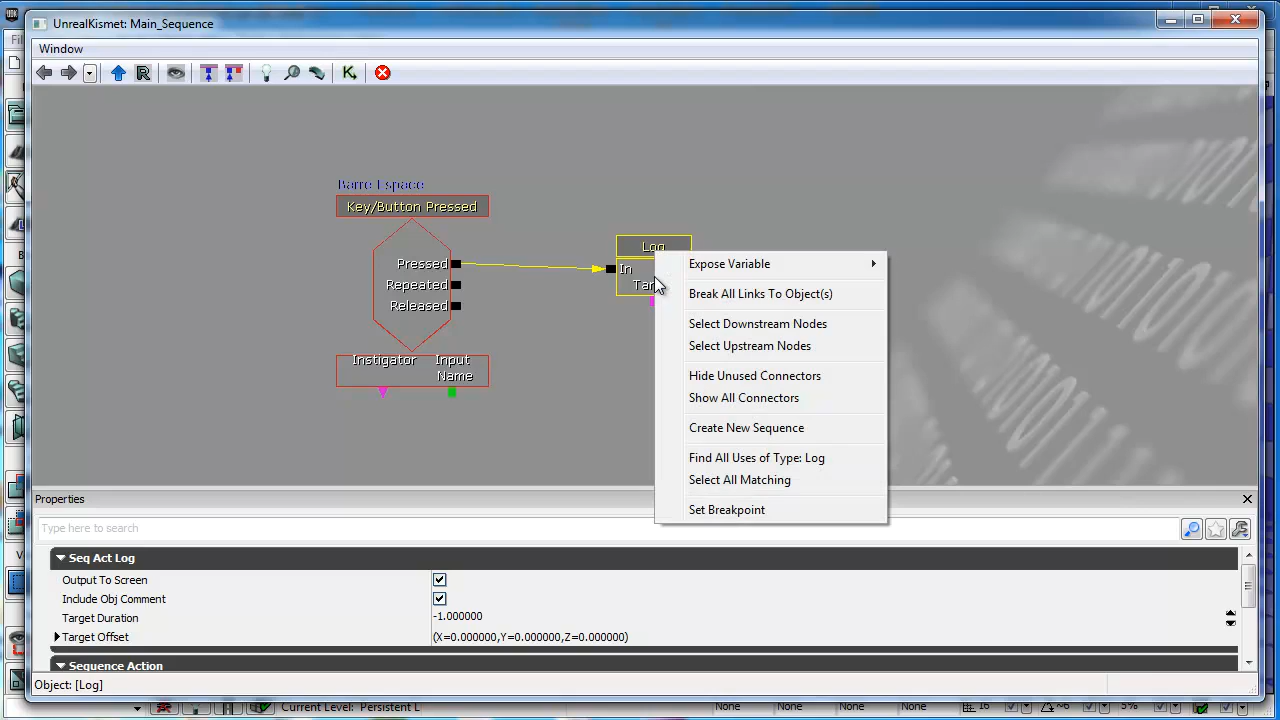 UnrealKismet: Main_Sequence
Window
Barre Espace
Key/Button Pressed
Pressed
Repeated
Released
Instigator
Input
Name
Log
In
Expose Variable
Break All Links To Object(s)
Select Downstream Nodes
Select Upstream Nodes
Hide Unused Connectors
Show All Connectors
Create New Sequence
Find All Uses of Type: Log
Select All Matching
Set Breakpoint
Properties
Type here to search
Seq Act Log
Output To Screen
Include Obj Comment
Target Duration
-1.000000
Target Offset
(X=0.000000,Y=0.000000,Z=0.000000)
Sequence Action
Object: [Log]
Current Level: Persistent L
None
None
None
None
16